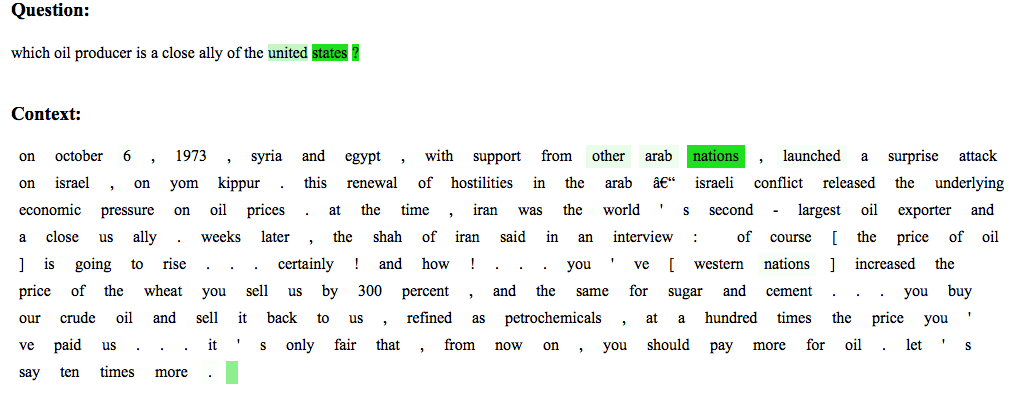 Question:
which oil producer is a close ally of the united states ?
Context:
on october 6 , 1973 , syria and egypt , with support from other arab nations , launched a surprise attack
on israel , on yom kippur . this renewal of hostilities in the arab â€“ israeli conflict released the underlying
economic pressure on oil prices . at the time , iran was the world ' s second - largest oil exporter and
a close us ally . weeks later , the shah of iran said in an interview : of course [ the price of oil
] is going to rise . . . certainly ! and how ! . . . you ' ve [ western nations ] increased the
price of the wheat you sell us by 300 percent , and the same for sugar and cement . . . you buy
our crude oil and sell it back to us , refined as petrochemicals , at a hundred times the price you '
ve paid us . . . it ' s only fair that , from now on , you should pay more for oil . let ' s
say ten times more .